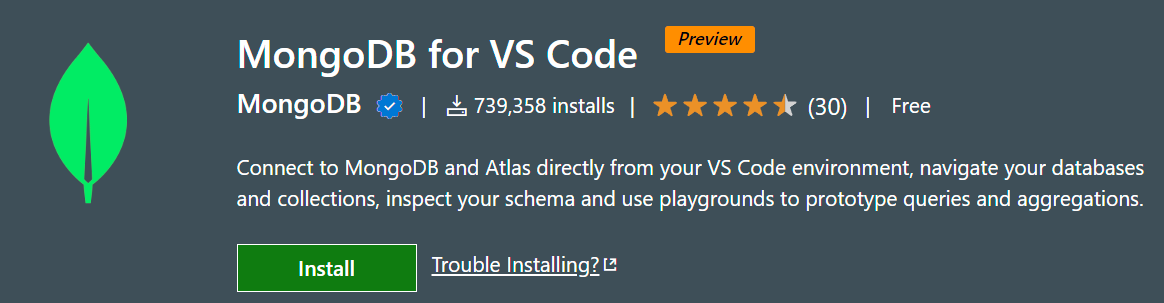 MongoDB for VS Code Preview
MongoDB | 739,358 installs | (30) | Free
Connect to MongoDB and Atlas directly from your VS Code environment, navigate your databases
and collections, inspect your schema and use playgrounds to prototype queries and aggregations.
Install Trouble Installing?